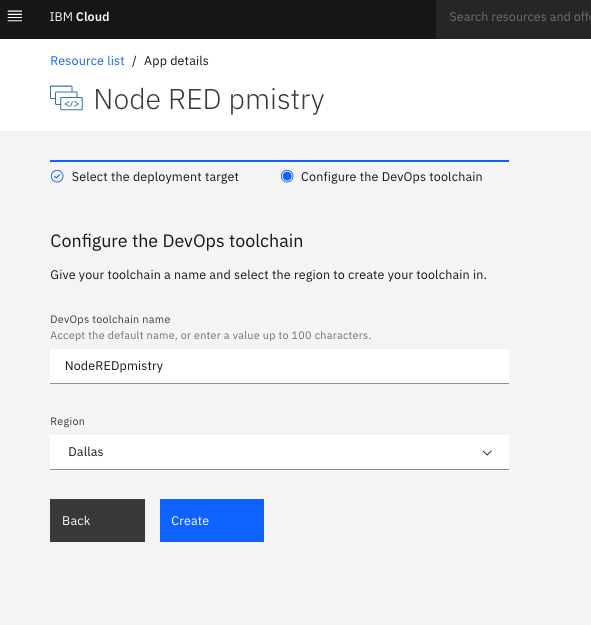 IBM Cloud
Search resources and offe
Resource list / App details
</>
Node RED pmistry
Select the deployment target
Configure the DevOps toolchain
Configure the DevOps toolchain
Give your toolchain a name and select the region to create your toolchain in.
DevOps toolchain name
Accept the default name, or enter a value up to 100 characters.
NodeREDpmistry
Region
Dallas
Back
Create